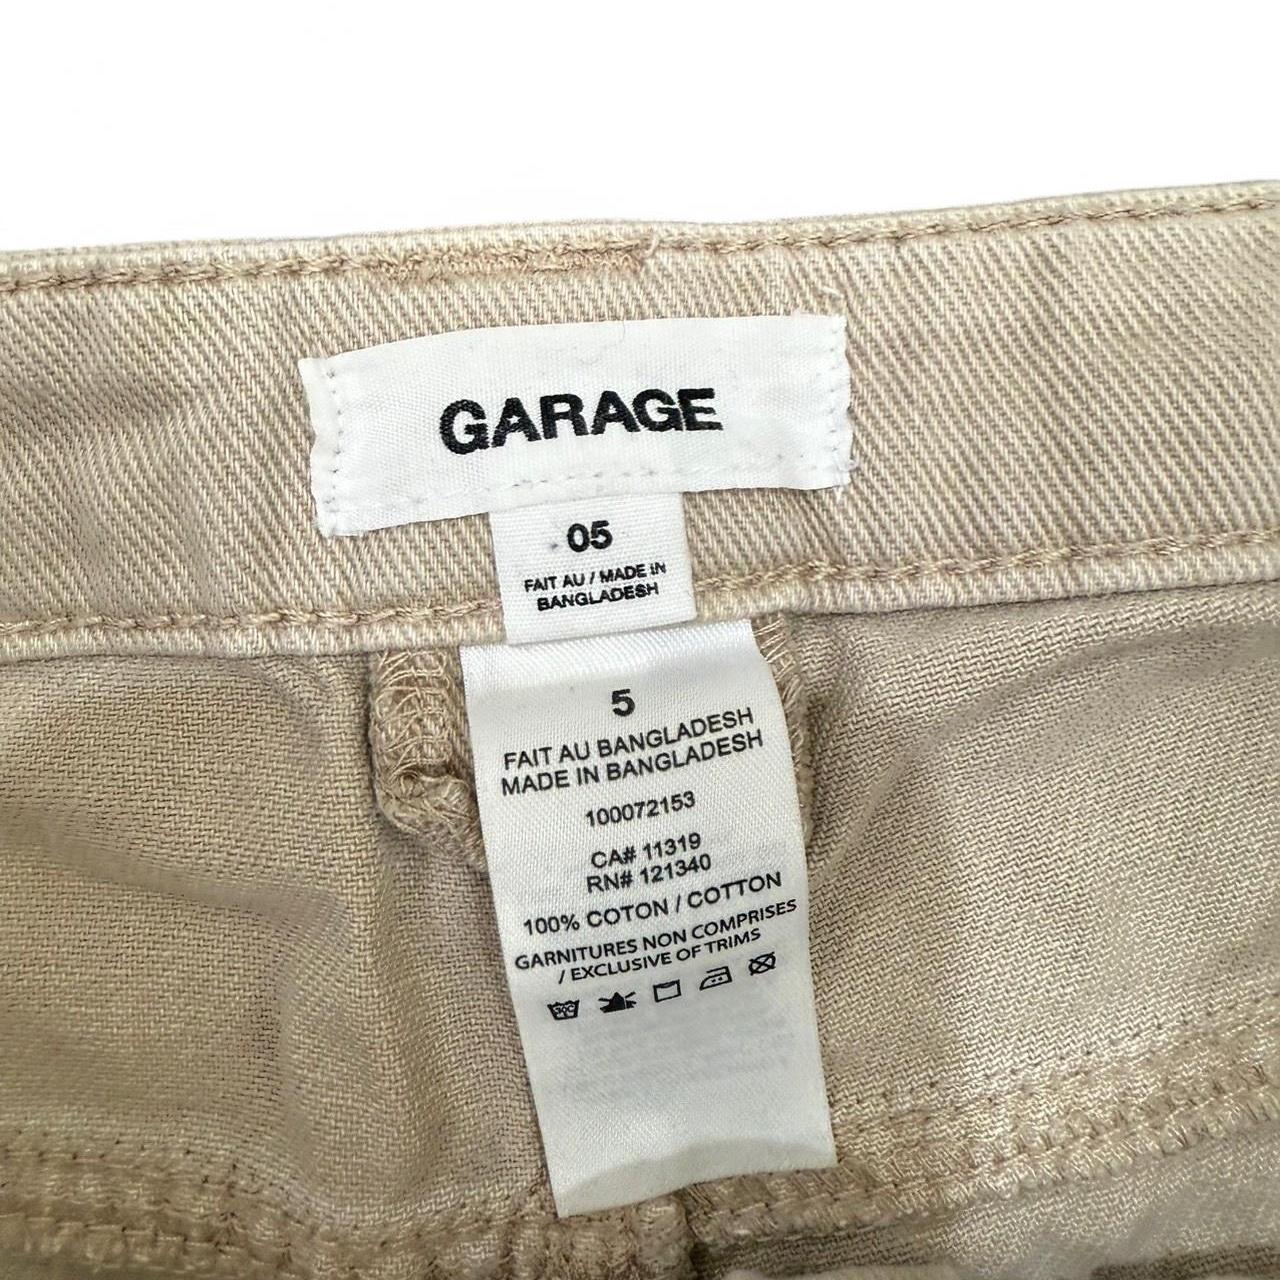 GARAGE
05
FAIT AU / MADE IN
BANGLADESH
5
FAIT AU BANGLADESH
MADE IN BANGLADESH
100072153
CA# 11319
RN# 121340
100% COTON / COTTON
GARNITURES NON COMPRISES
/ EXCLUSIVE OF TRIMS
30C